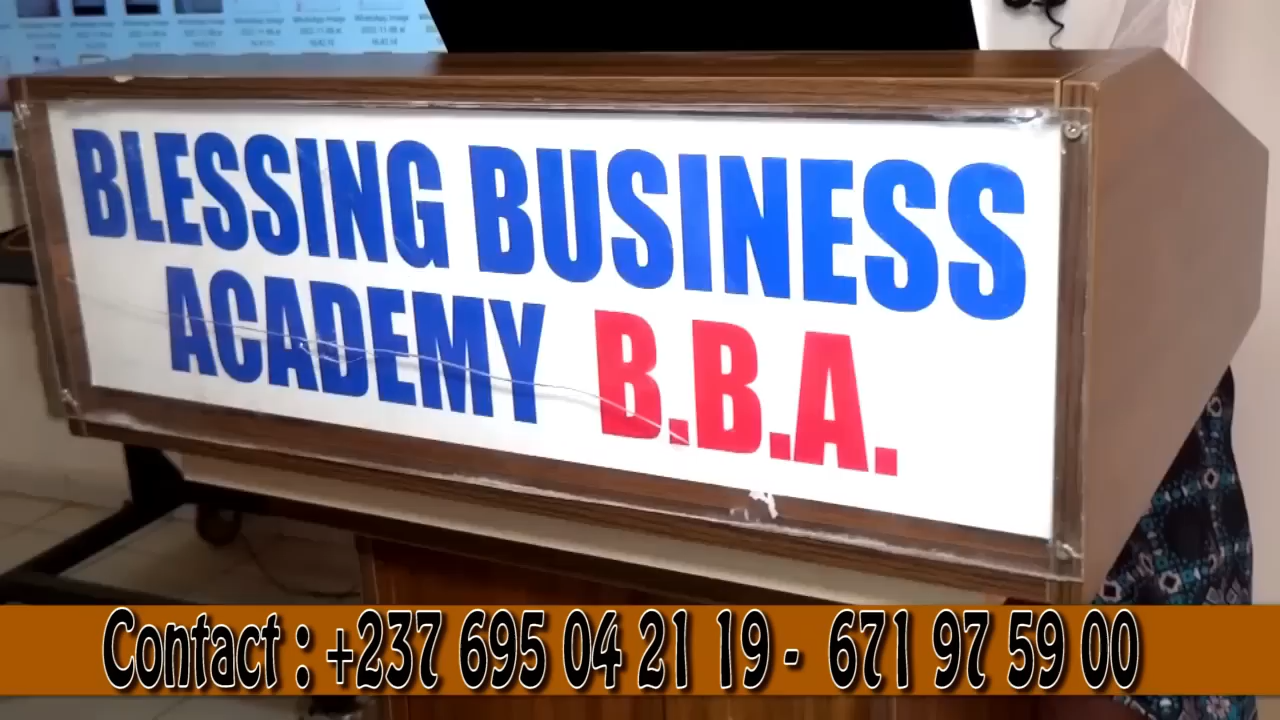 BLESSING BUSINESS
ACADEMY B.B.A.
Contact : +237 695 04 21 19 - 671 97 59 00